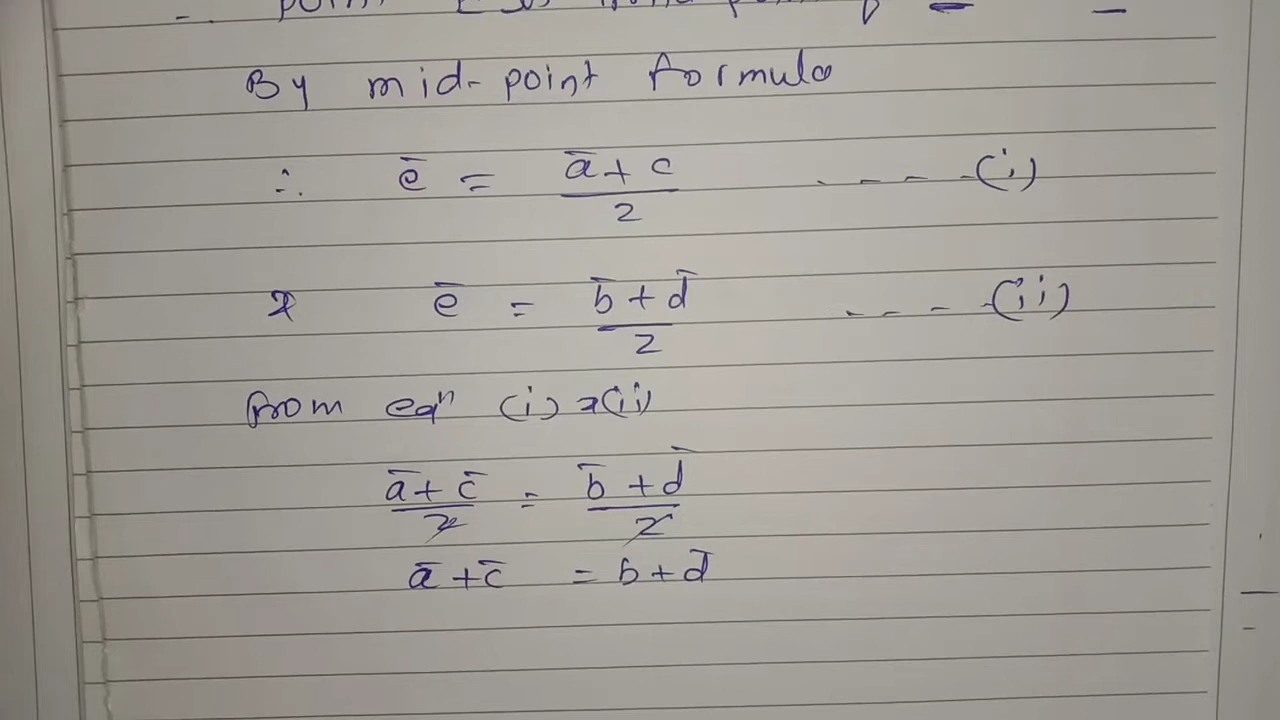 By mid-point formula
∴ e̅ = (a̅ + c)/2 - - - - (i)
& e̅ = (b̅ + d̅)/2 - - - (ii)
from eqⁿ (i) & (ii)
(a̅ + c̅)/2 = (b̅ + d̅)/2
a̅ + c̅ = b + d̅